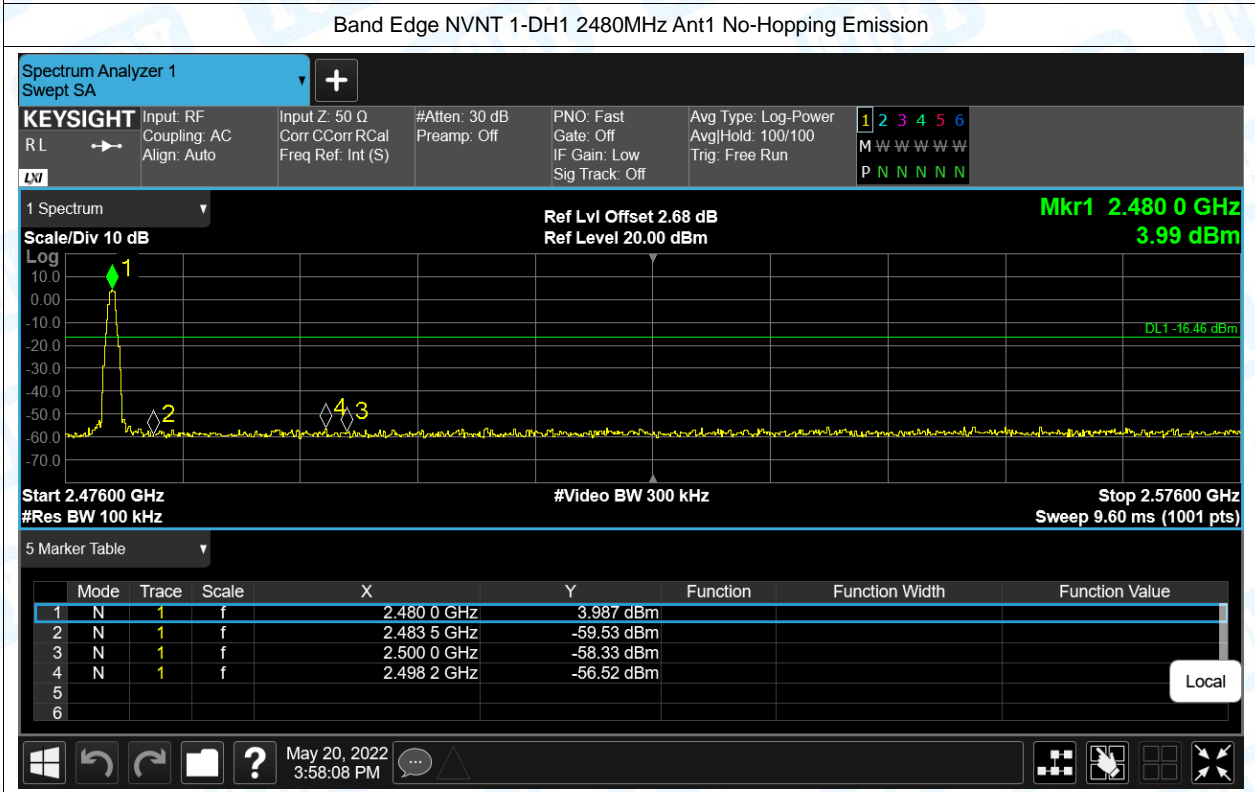 Band Edge NVNT 1-DH1 2480MHz Ant1 No-Hopping Emission
Spectrum Analyzer 1
Swept SA
KEYSIGHT
R L
LXI
Input: RF
Coupling: AC
Align: Auto
Input Z: 50 Ω
Corr CCorr RCal
Freq Ref: Int (S)
#Atten: 30 dB
Preamp: Off
PNO: Fast
Gate: Off
IF Gain: Low
Sig Track: Off
Avg Type: Log-Power
Avg|Hold: 100/100
Trig: Free Run
1 2 3 4 5 6
M W W W W W
P N N N N N
1 Spectrum
Scale/Div 10 dB
Ref Lvl Offset 2.68 dB
Ref Level 20.00 dBm
Mkr1 2.480 0 GHz
3.99 dBm
Log
10.0
0.00
-10.0
-20.0
-30.0
-40.0
-50.0
-60.0
-70.0
1
2
4
3
DL1 -16.46 dBm
Start 2.47600 GHz
#Video BW 300 kHz
Stop 2.57600 GHz
#Res BW 100 kHz
Sweep 9.60 ms (1001 pts)
5 Marker Table
Mode Trace Scale X Y Function Function Width Function Value
1 N 1 f 2.480 0 GHz 3.987 dBm
2 N 1 f 2.483 5 GHz -59.53 dBm
3 N 1 f 2.500 0 GHz -58.33 dBm
4 N 1 f 2.498 2 GHz -56.52 dBm
5
6
Local
?
May 20, 2022
3:58:08 PM